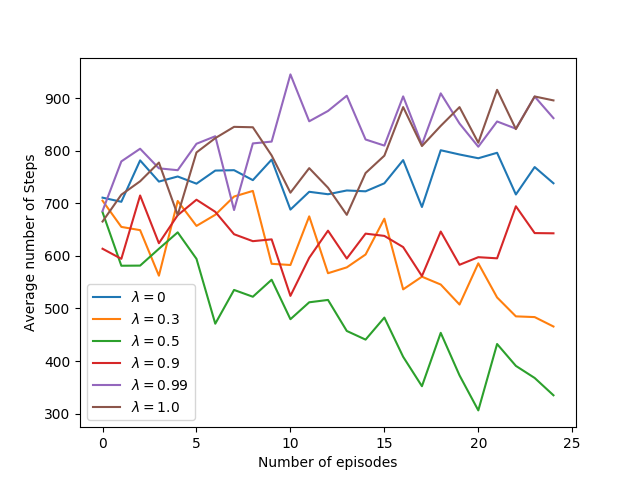 900
800
700
600
500
400
300
Average number of Steps
λ = 0
λ = 0.3
λ = 0.5
λ = 0.9
λ = 0.99
λ = 1.0
0 5 10 15 20 25
Number of episodes